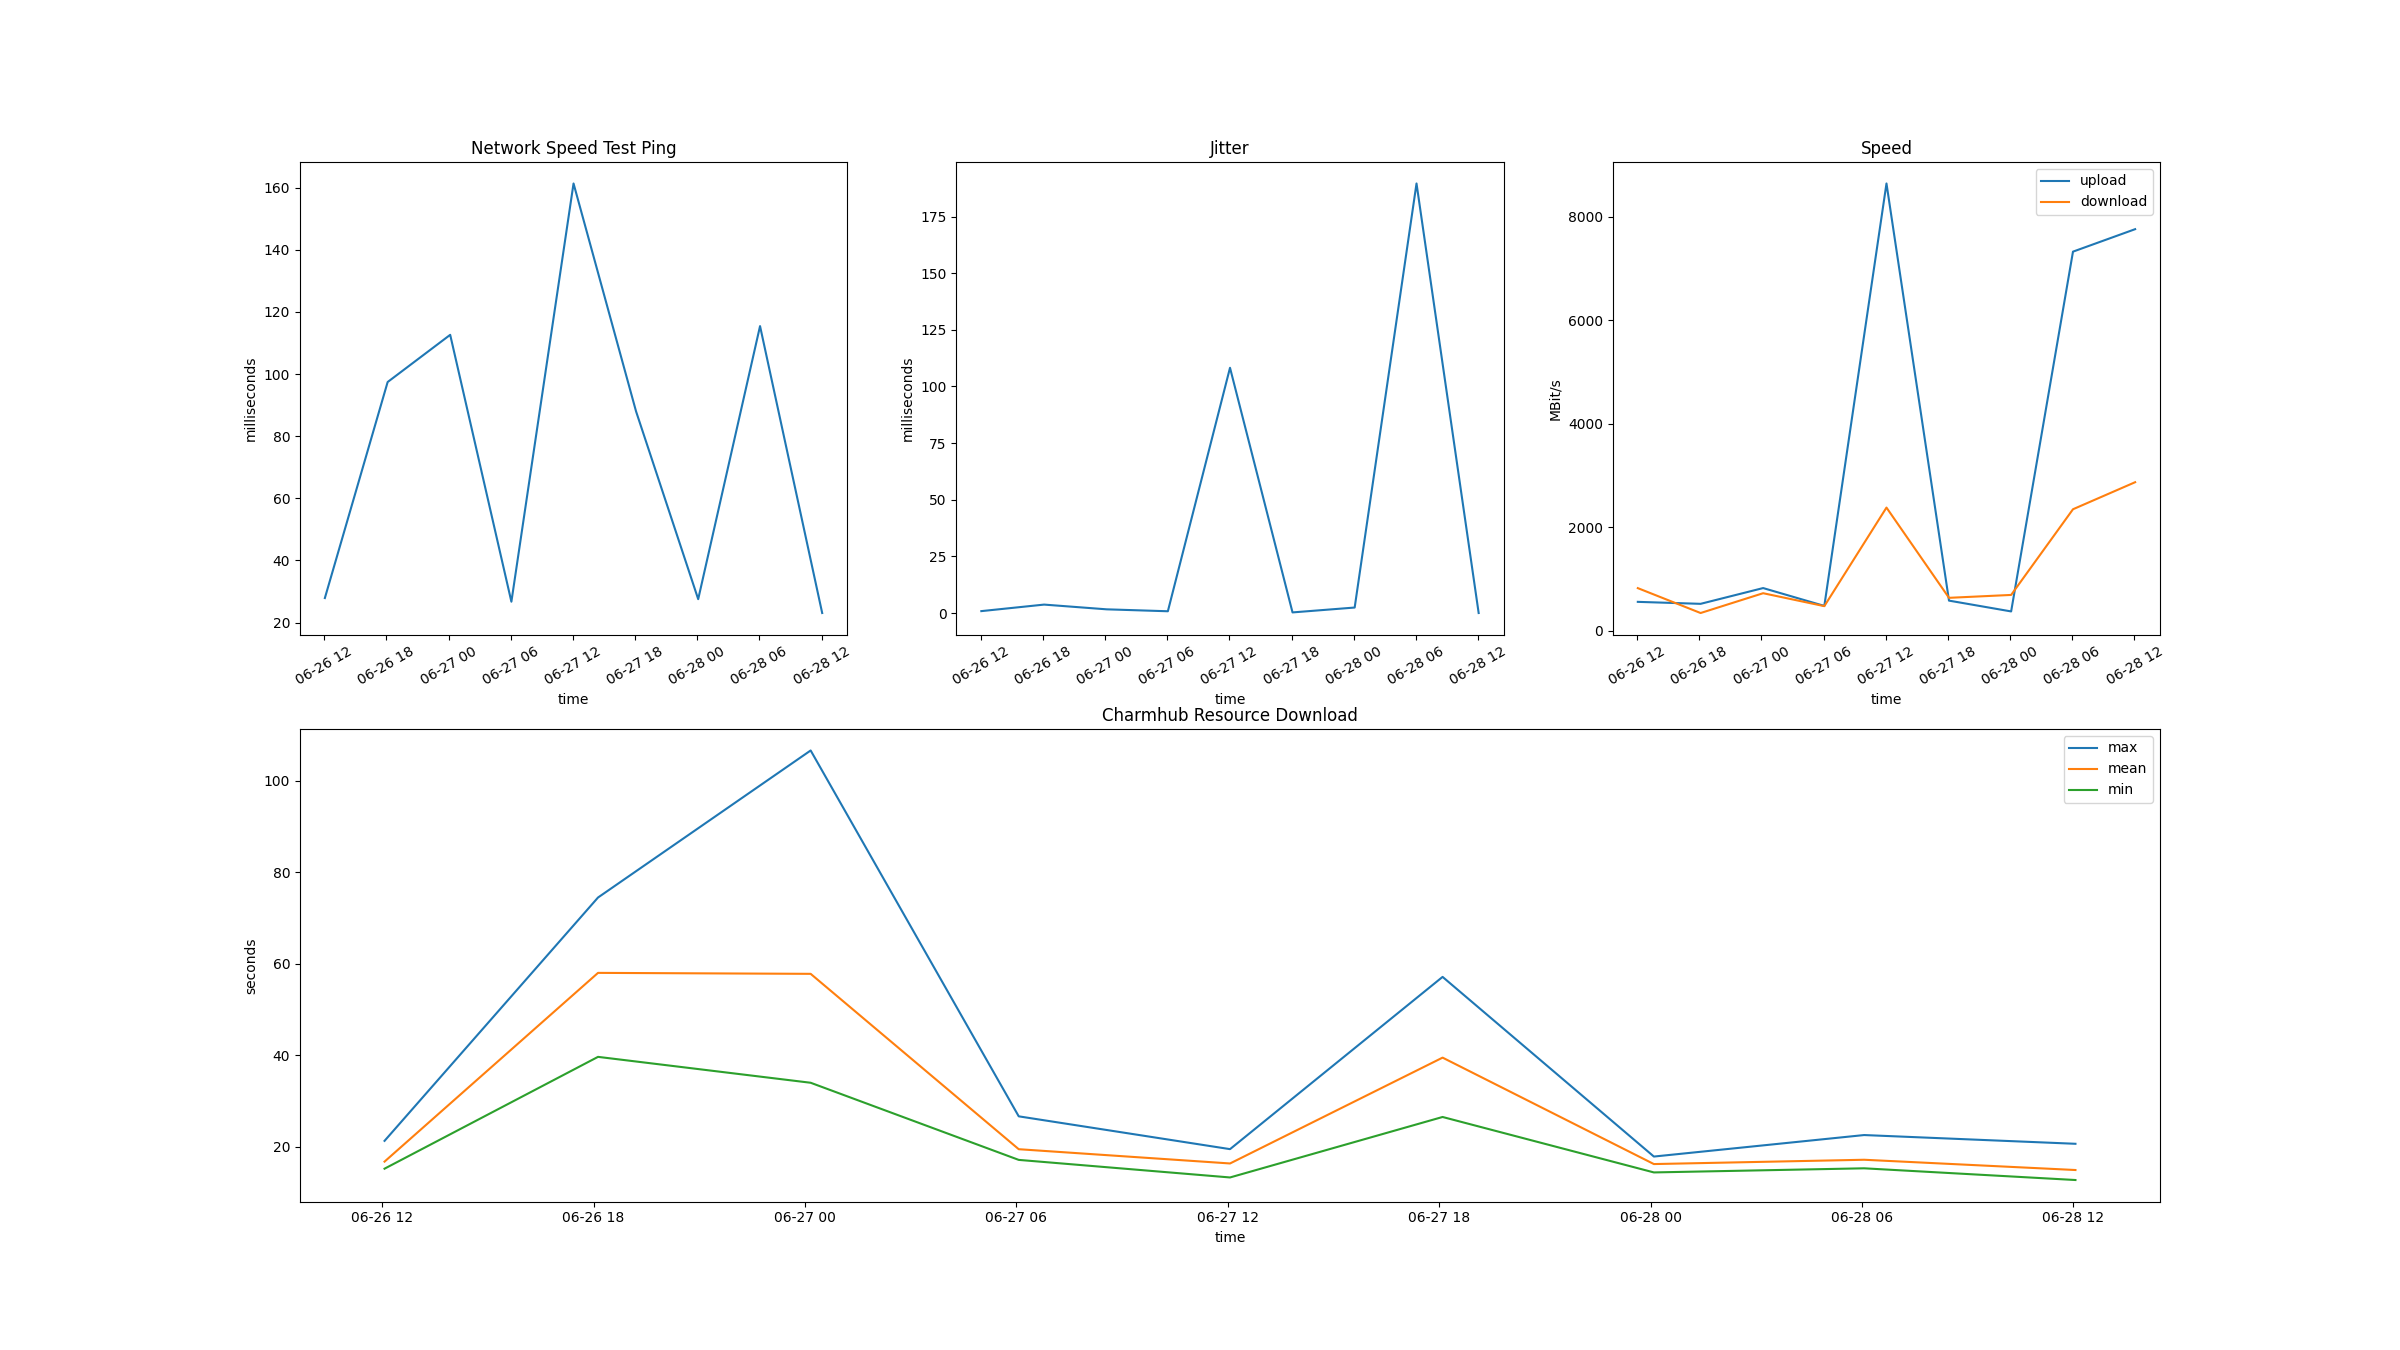 Network Speed Test Ping
160
140
120
100
80
60
40
20
milliseconds
06-26 12 06-26 18 06-27 00 06-27 06 06-27 12 06-27 18 06-28 00 06-28 06 06-28 12
time
Jitter
175
150
125
100
75
50
25
0
milliseconds
06-26 12 06-26 18 06-27 00 06-27 06 06-27 12 06-27 18 06-28 00 06-28 06 06-28 12
time
Speed
upload
download
8000
6000
4000
2000
0
MBit/s
06-26 12 06-26 18 06-27 00 06-27 06 06-27 12 06-27 18 06-28 00 06-28 06 06-28 12
time
Charmhub Resource Download
max
mean
min
100
80
60
40
20
seconds
06-26 12 06-26 18 06-27 00 06-27 06 06-27 12 06-27 18 06-28 00 06-28 06 06-28 12
time